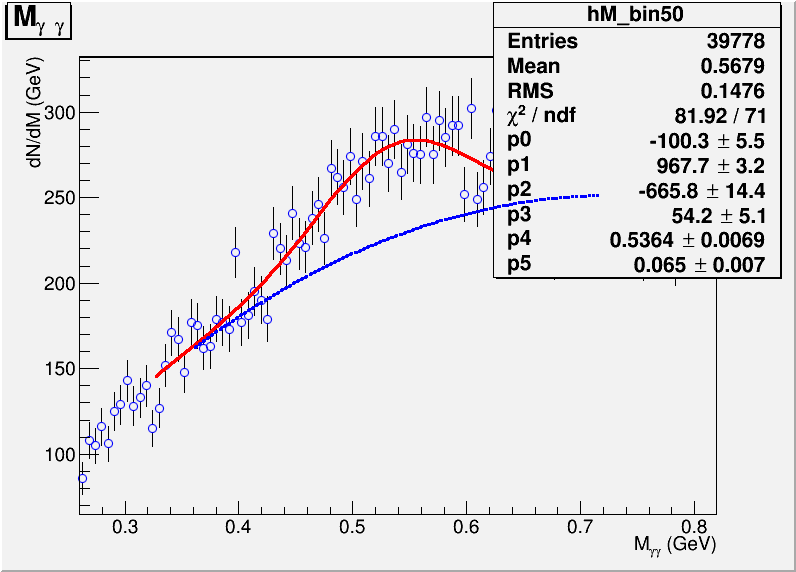 M γ γ
hM_bin50
Entries 39778
Mean 0.5679
RMS 0.1476
χ² / ndf 81.92 / 71
p0 -100.3 ± 5.5
p1 967.7 ± 3.2
p2 -665.8 ± 14.4
p3 54.2 ± 5.1
p4 0.5364 ± 0.0069
p5 0.065 ± 0.007
dN/dM (GeV)
300
250
200
150
100
0.3 0.4 0.5 0.6 0.7 0.8
Mγγ (GeV)